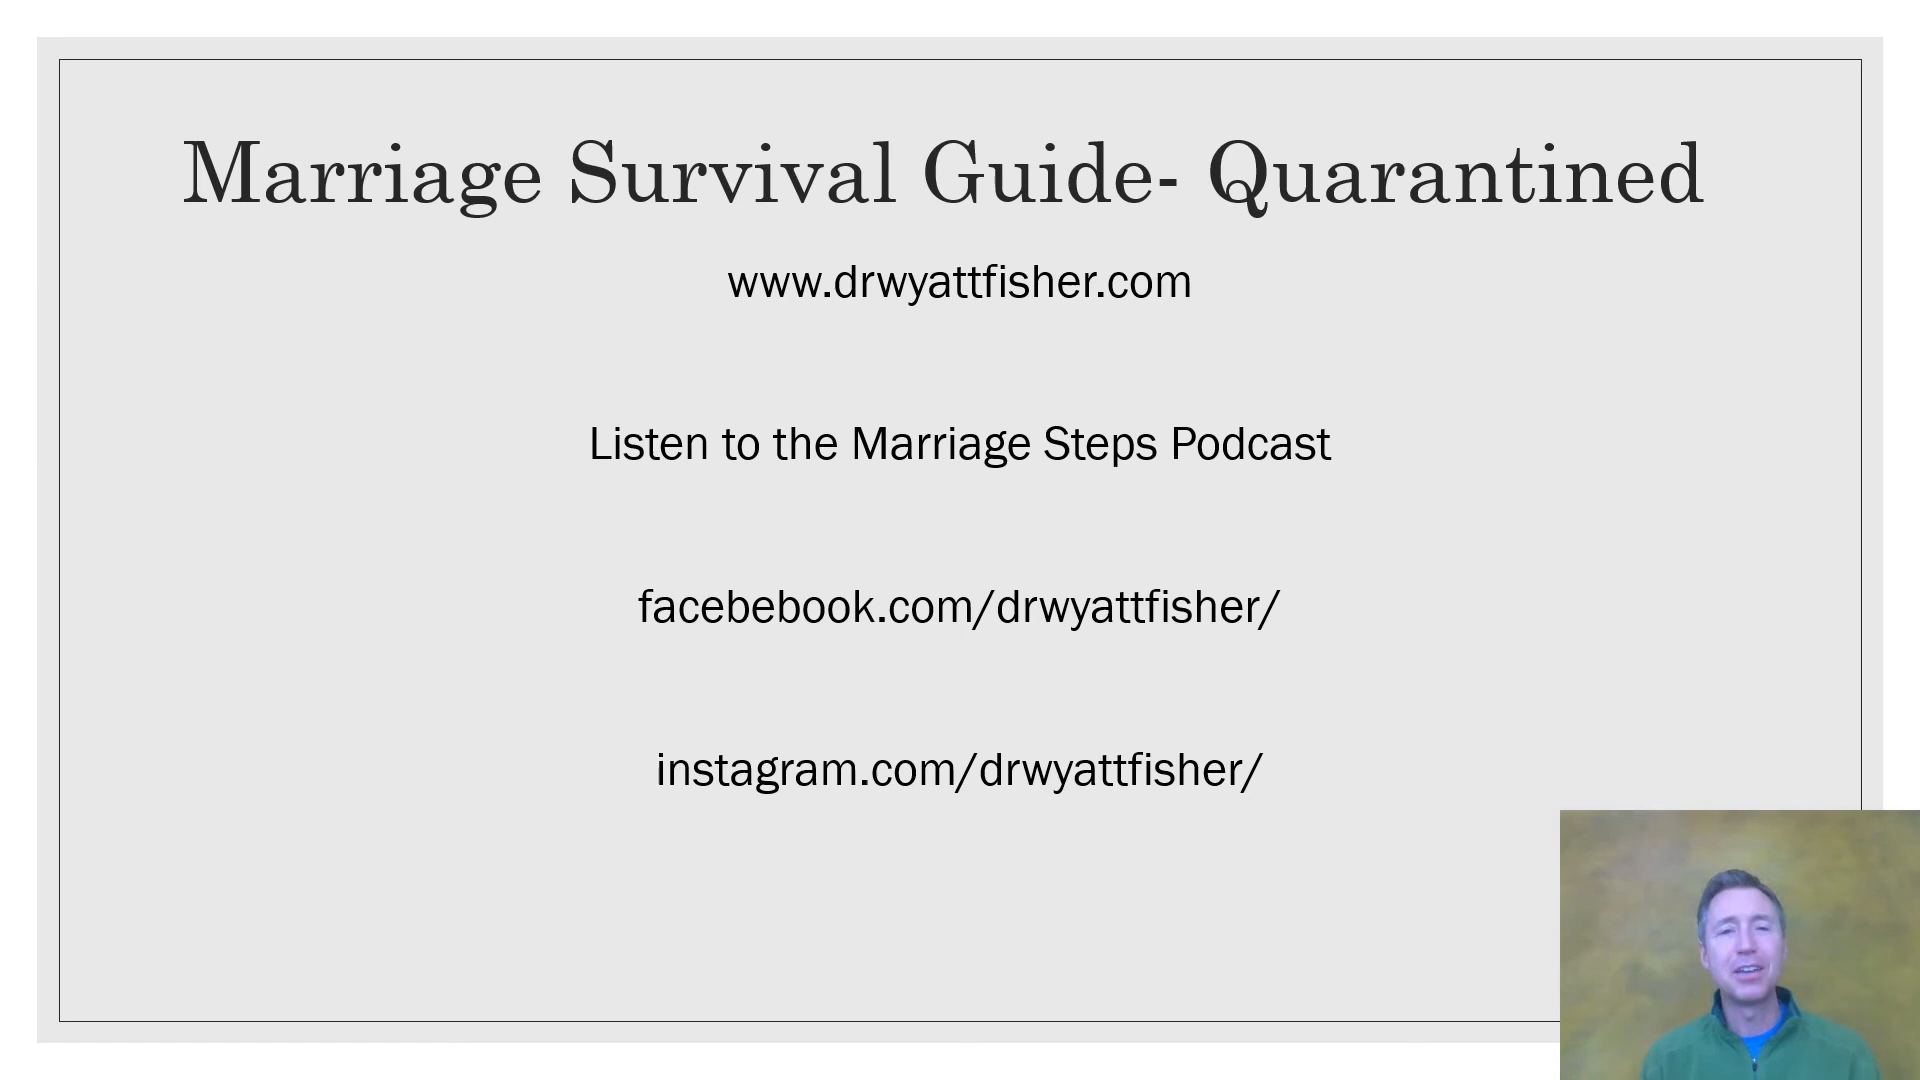 Marriage Survival Guide- Quarantined
www.drwyattfisher.com
Listen to the Marriage Steps Podcast
facebebook.com/drwyattfisher/
instagram.com/drwyattfisher/